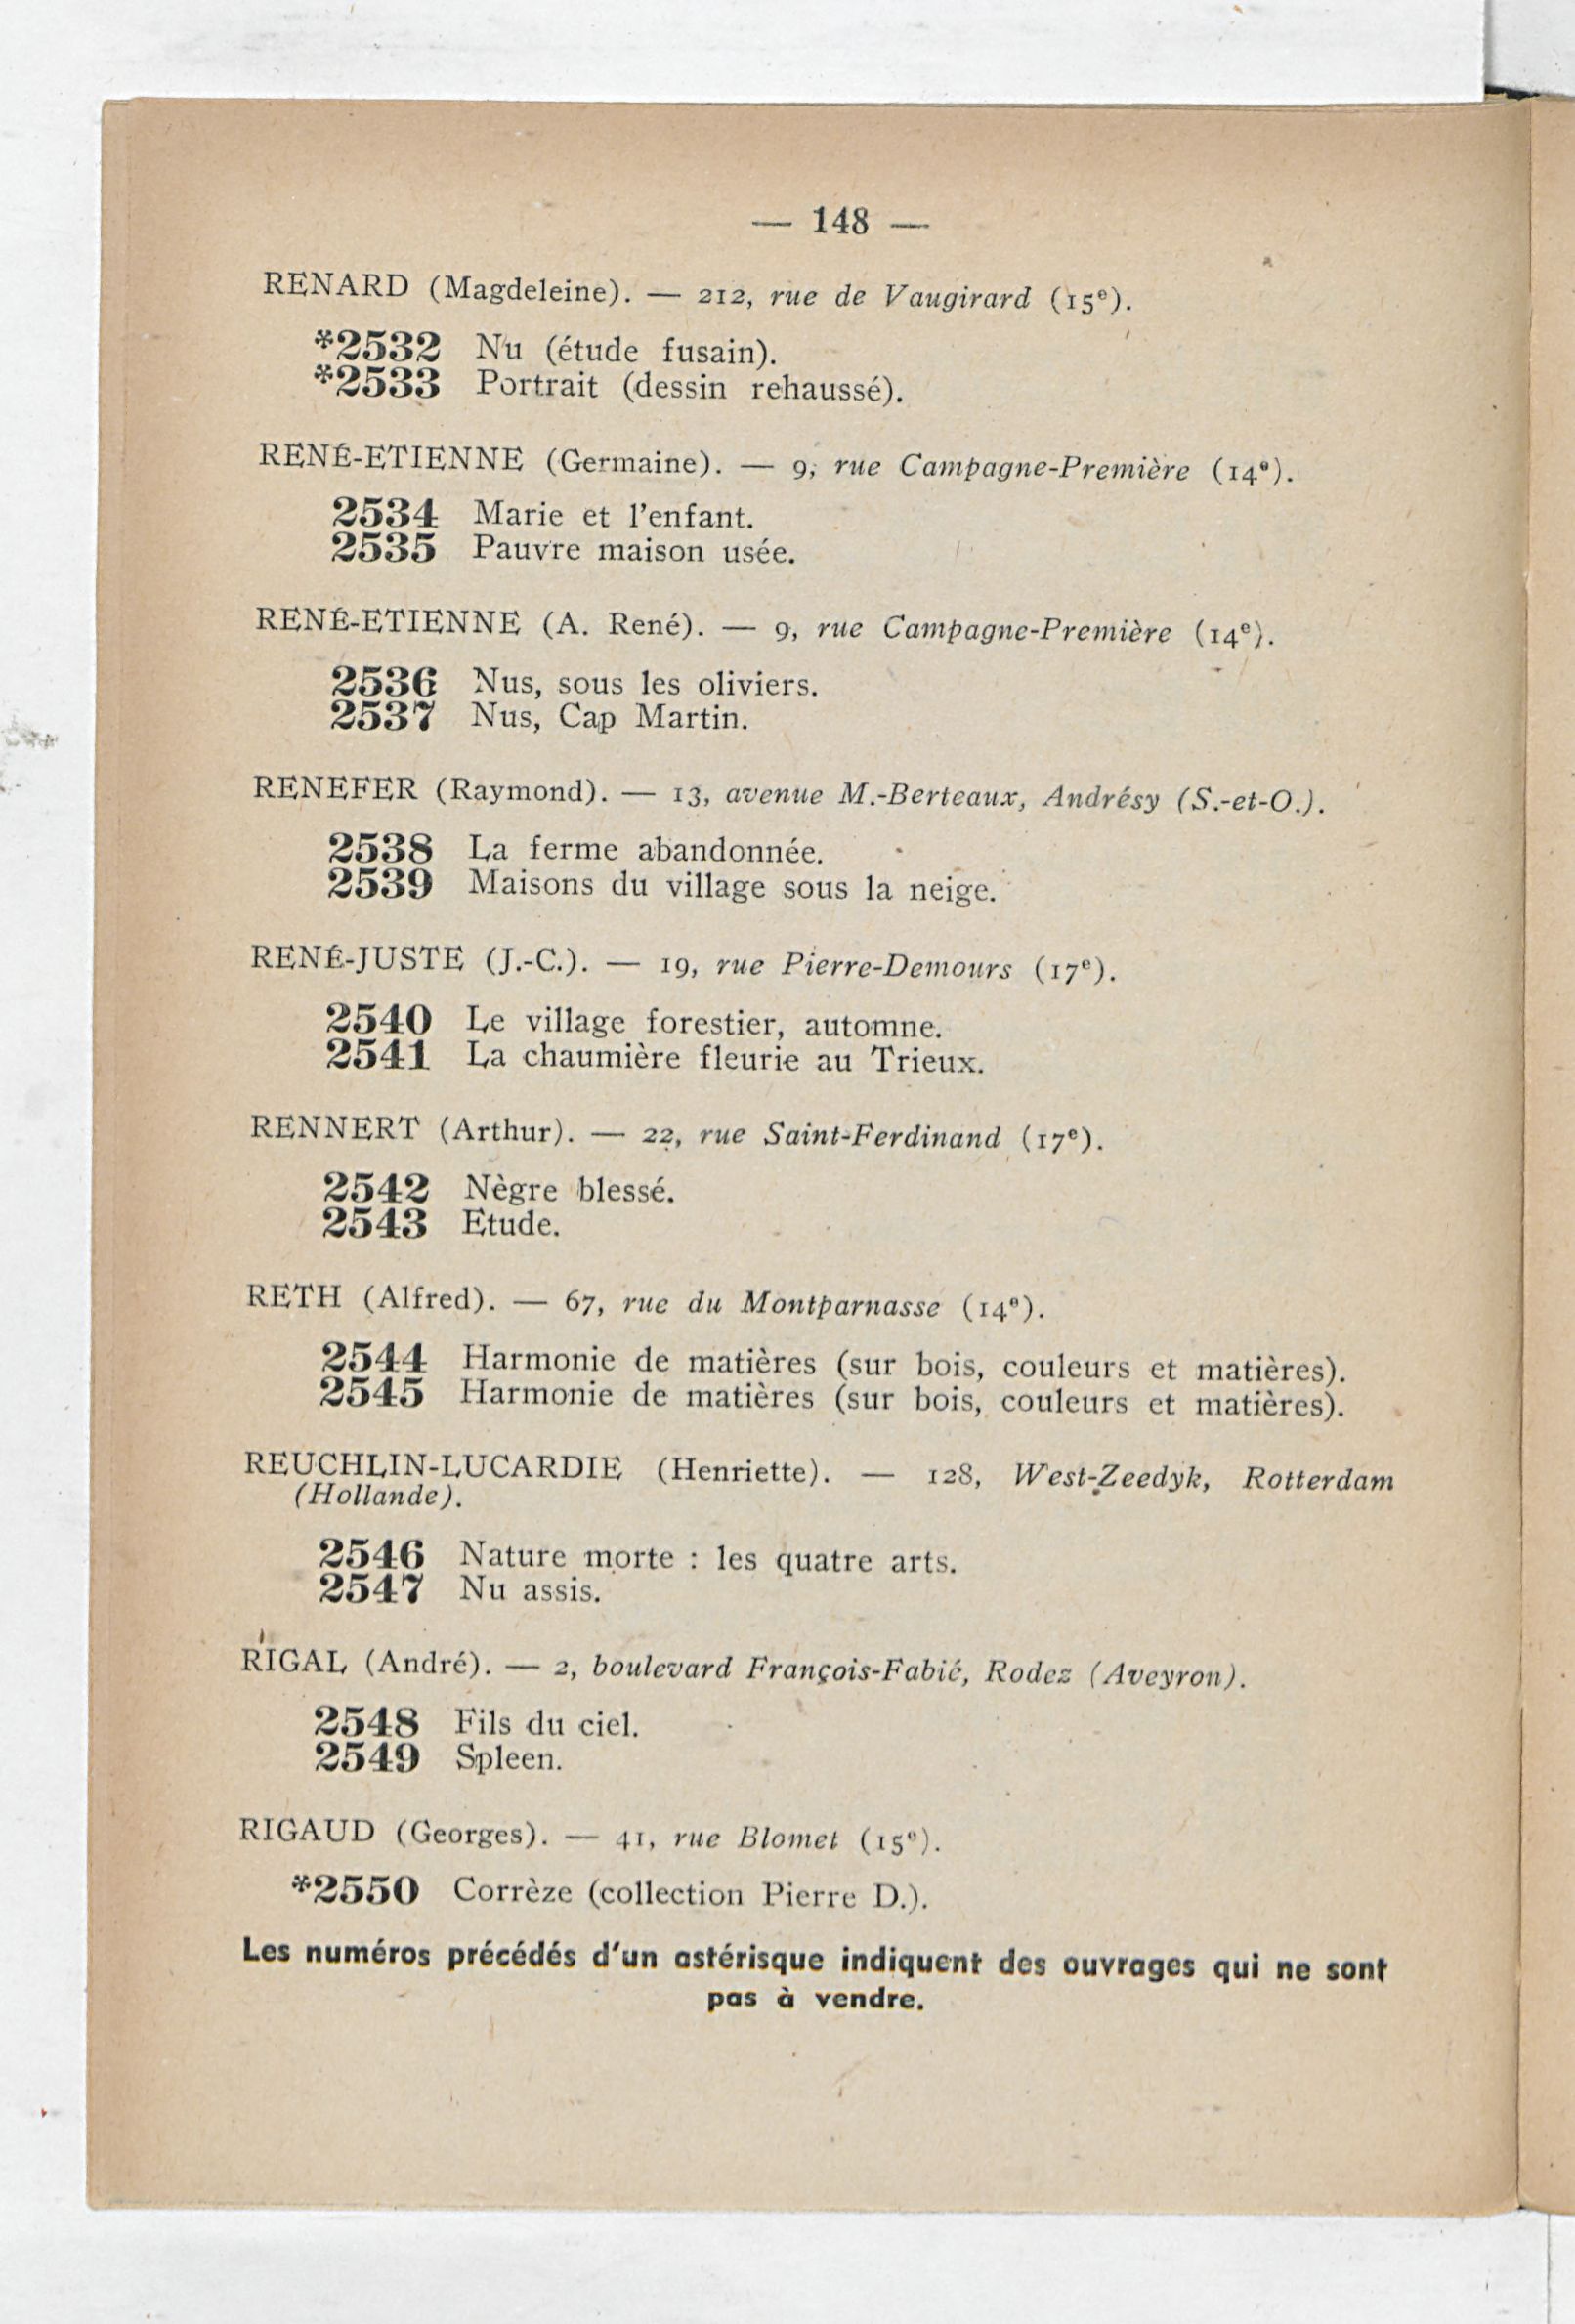 — 148 —
RENARD (Magdeleine). — 212, rue de Vaugirard (15e).
*2532 Nu (étude fusain).
*2533 Portrait (dessin rehaussé).
RENÉ-ETIENNE (Germaine). — 9, rue Campagne-Première (14e).
2534 Marie et l'enfant.
2535 Pauvre maison usée.
RENÉ-ETIENNE (A. René). — 9, rue Campagne-Première (14e).
2536 Nus, sous les oliviers.
2537 Nus, Cap Martin.
RENEFER (Raymond). — 13, avenue M.-Berteaux, Andrésy (S.-et-O.).
2538 La ferme abandonnée.
2539 Maisons du village sous la neige.
RENÉ-JUSTE (J.-C.). — 19, rue Pierre-Demours (17e).
2540 Le village forestier, automne.
2541 La chaumière fleurie au Trieux.
RENNERT (Arthur). — 22, rue Saint-Ferdinand (17e).
2542 Nègre blessé.
2543 Etude.
RETH (Alfred). — 67, rue du Montparnasse (14e).
2544 Harmonie de matières (sur bois, couleurs et matières).
2545 Harmonie de matières (sur bois, couleurs et matières).
REUCHLIN-LUCARDIE (Henriette). — 128, West-Zeedyk, Rotterdam
(Hollande).
2546 Nature morte : les quatre arts.
2547 Nu assis.
RIGAL (André). — 2, boulevard François-Fabié, Rodez (Aveyron).
2548 Fils du ciel.
2549 Spleen.
RIGAUD (Georges). — 41, rue Blomet (15e).
*2550 Corrèze (collection Pierre D.).
Les numéros précédés d'un astérisque indiquent des ouvrages qui ne sont
pas à vendre.